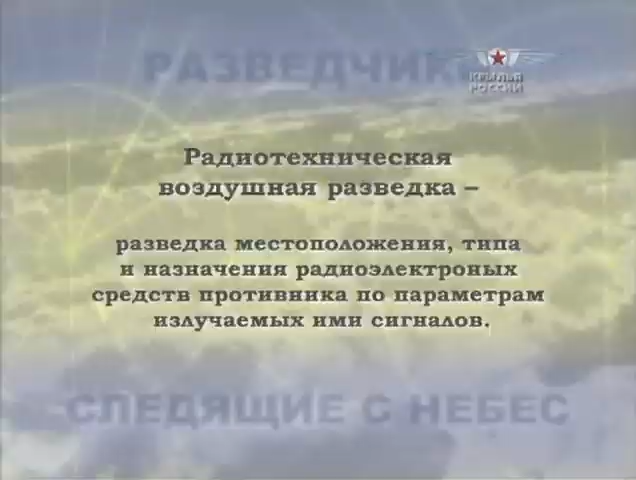 РАЗВЕДЧИКИ
КРЫЛЬЯ
РОССИИ
Радиотехническая
воздушная разведка –
разведка местоположения, типа
и назначения радиоэлектроных
средств противника по параметрам
излучаемых ими сигналов.
СЛЕДЯЩИЕ С НЕБЕС